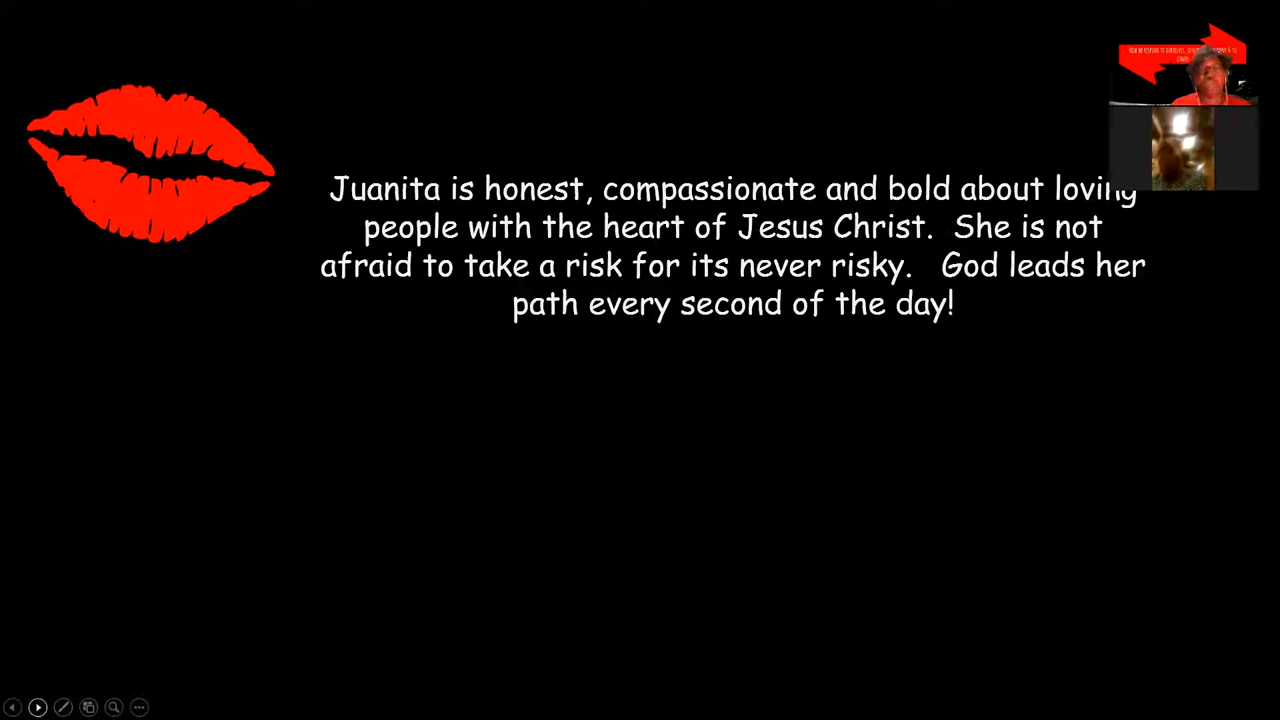 Juanita is honest, compassionate and bold about loving
people with the heart of Jesus Christ.  She is not
afraid to take a risk for its never risky.   God leads her
path every second of the day!